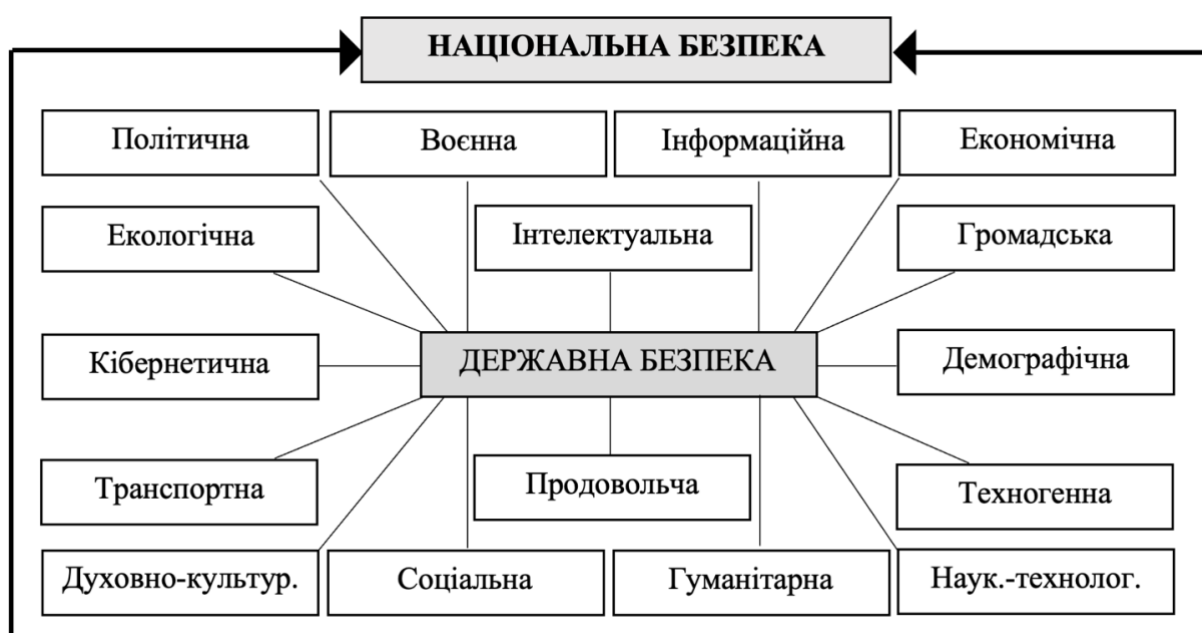 НАЦІОНАЛЬНА БЕЗПЕКА
Політична
Воєнна
Інформаційна
Економічна
Екологічна
Інтелектуальна
Громадська
Кібернетична
ДЕРЖАВНА БЕЗПЕКА
Демографічна
Транспортна
Продовольча
Техногенна
Духовно-культур.
Соціальна
Гуманітарна
Наук.-технолог.